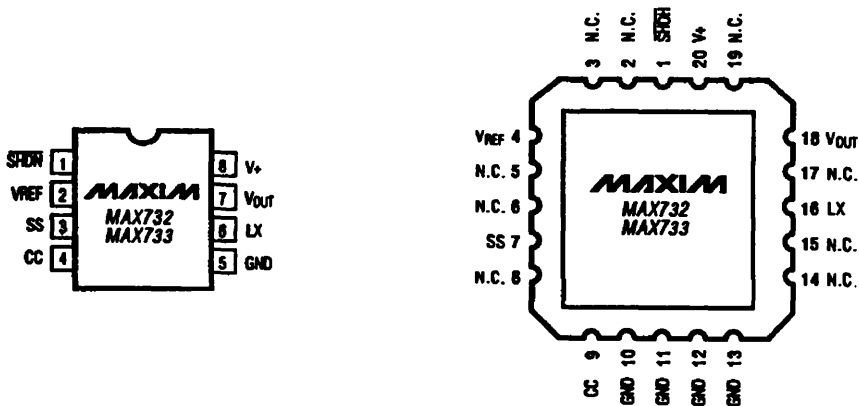 SHDN 1
VREF 2
SS 3
CC 4
MAXIM
MAX732
MAX733
8 V+
7 VOUT
6 LX
5 GND
3 N.C.
2 N.C.
1 SHDN
20 V+
19 N.C.
VREF 4
N.C. 5
N.C. 6
SS 7
N.C. 8
MAXIM
MAX732
MAX733
18 VOUT
17 N.C.
16 LX
15 N.C.
14 N.C.
CC 9
GND 10
GND 11
GND 12
GND 13